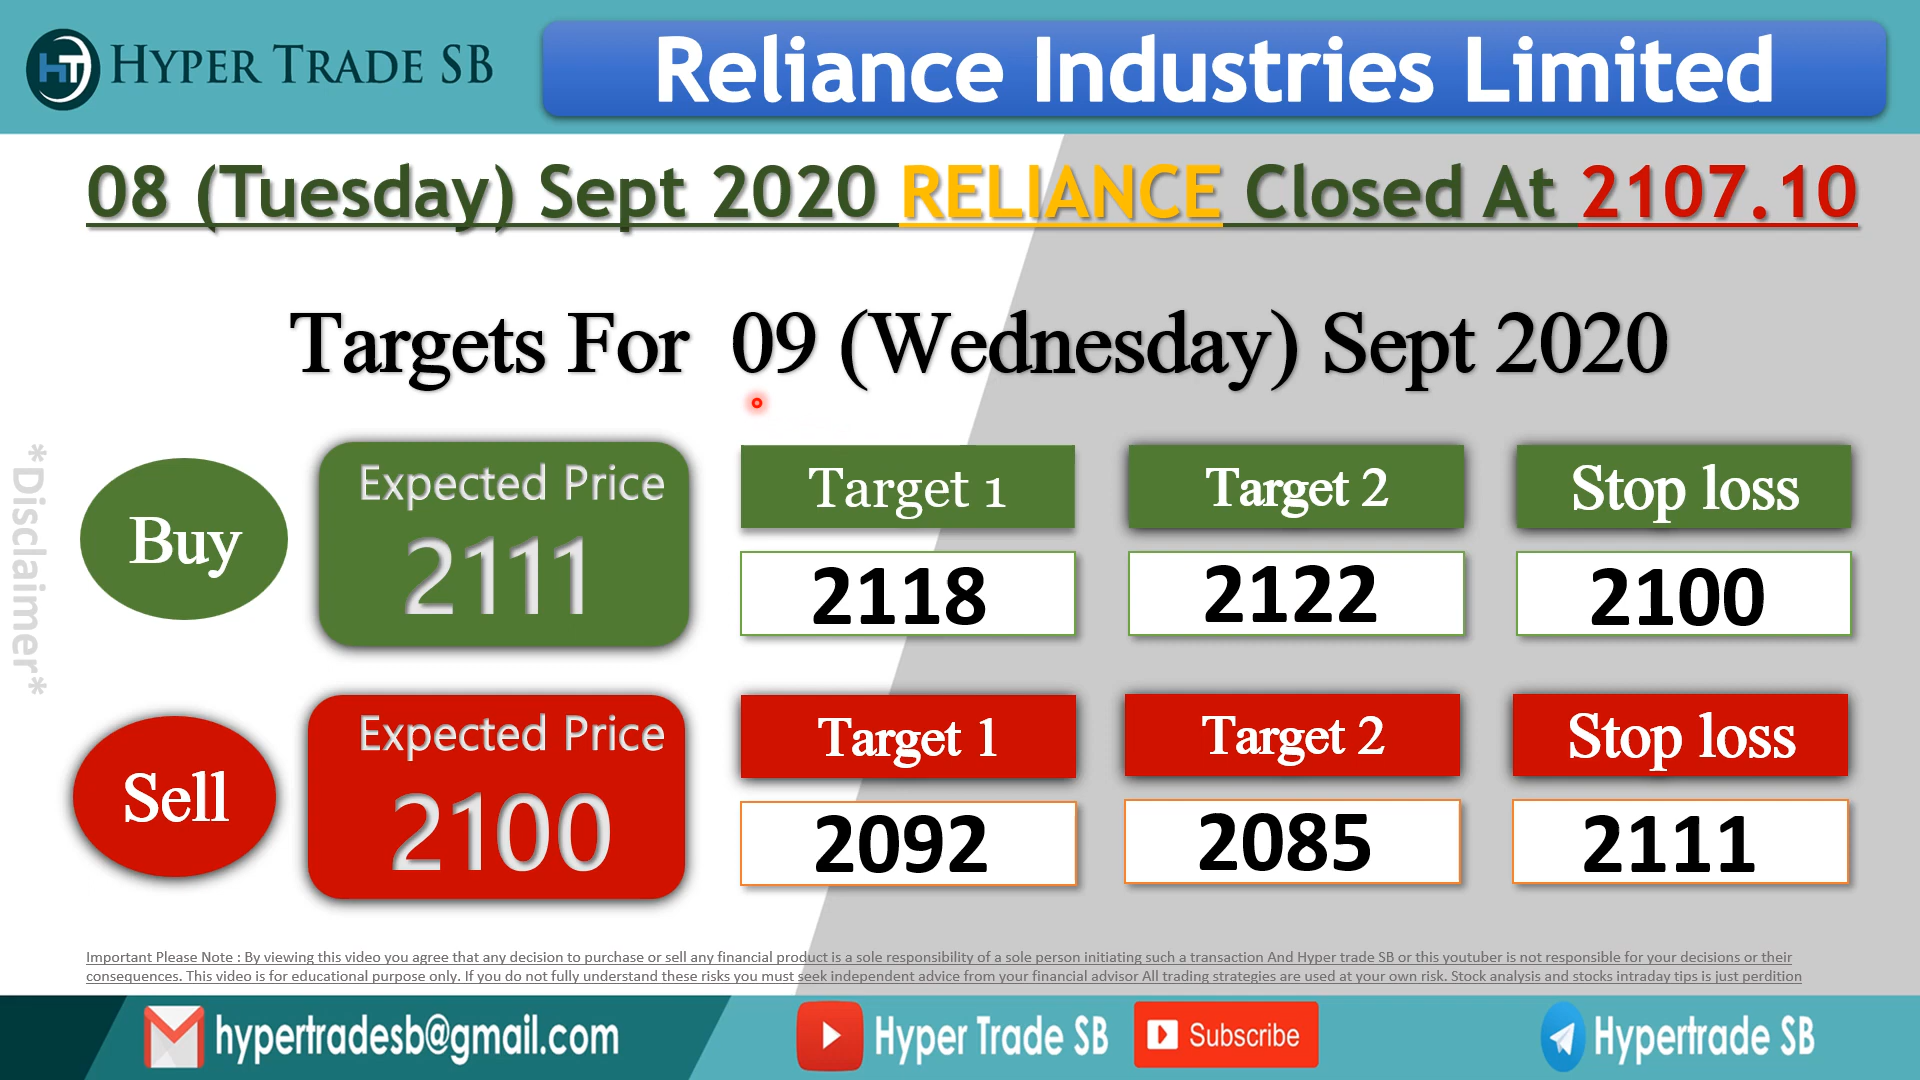 HT HYPER TRADE SB
Reliance Industries Limited
08 (Tuesday) Sept 2020 RELIANCE Closed At 2107.10
Targets For 09 (Wednesday) Sept 2020
*Disclaimer*
Buy
Expected Price
2111
Target 1
2118
Target 2
2122
Stop loss
2100
Sell
Expected Price
2100
Target 1
2092
Target 2
2085
Stop loss
2111
Important Please Note : By viewing this video you agree that any decision to purchase or sell any financial product is a sole responsibility of a sole person initiating such a transaction And Hyper trade SB or this youtuber is not responsible for your decisions or their
consequences. This video is for educational purpose only. If you do not fully understand these risks you must seek independent advice from your financial advisor All trading strategies are used at your own risk. Stock analysis and stocks intraday tips is just perdition
hypertradesb@gmail.com
Hyper Trade SB
Subscribe
Hypertrade SB